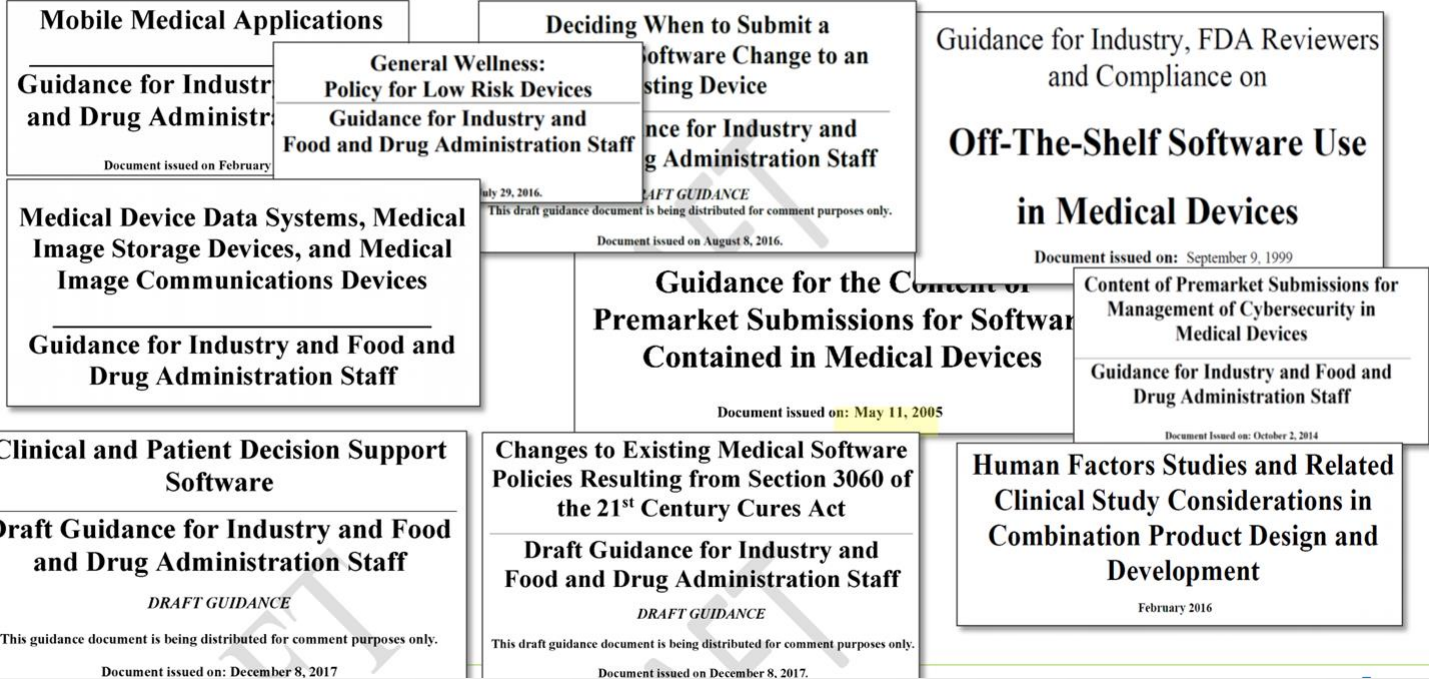 Mobile Medical Applications
Guidance for Industr
and Drug Administra
Document issued on February
General Wellness:
Policy for Low Risk Devices
Guidance for Industry and
Food and Drug Administration Staff
uly 29, 2016.
Deciding When to Submit a
oftware Change to an
sting Device
nce for Industry and
g Administration Staff
AFT GUIDANCE
This draft guidance document is being distributed for comment purposes only.
Document issued on August 8, 2016.
Guidance for Industry, FDA Reviewers
and Compliance on
Off-The-Shelf Software Use
in Medical Devices
Document issued on: September 9, 1999
Medical Device Data Systems, Medical
Image Storage Devices, and Medical
Image Communications Devices
Guidance for Industry and Food and
Drug Administration Staff
Guidance for the Content of
Premarket Submissions for Softwar
Contained in Medical Devices
Document issued on: May 11, 2005
Content of Premarket Submissions for
Management of Cybersecurity in
Medical Devices
Guidance for Industry and Food and
Drug Administration Staff
Document Issued on: October 2, 2014
Clinical and Patient Decision Support
Software
Draft Guidance for Industry and Food
and Drug Administration Staff
DRAFT GUIDANCE
This guidance document is being distributed for comment purposes only.
Document issued on: December 8, 2017
Changes to Existing Medical Software
Policies Resulting from Section 3060 of
the 21st Century Cures Act
Draft Guidance for Industry and
Food and Drug Administration Staff
DRAFT GUIDANCE
This draft guidance document is being distributed for comment purposes only.
Document issued on December 8, 2017.
Human Factors Studies and Related
Clinical Study Considerations in
Combination Product Design and
Development
February 2016